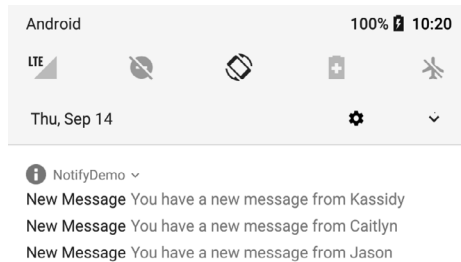 Android 100% 10:20
LTE
Thu, Sep 14
NotifyDemo
New Message You have a new message from Kassidy
New Message You have a new message from Caitlyn
New Message You have a new message from Jason